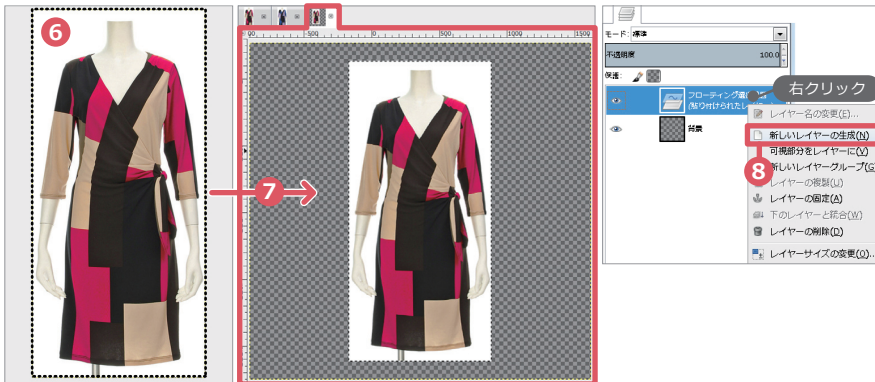 6
7
-500
0
500
1000
1500
モード: 標準
不透明度 100.0
保護:
フローティング選
(貼り付けられたレ
背景
右クリック
レイヤー名の変更(E)...
新しいレイヤーの生成(N)
可視部分をレイヤーに(V)
新しいレイヤーグループ(G)
8
レイヤーの複製(U)
レイヤーの固定(A)
下のレイヤーと統合(W)
レイヤーの削除(D)
レイヤーサイズの変更(O)...